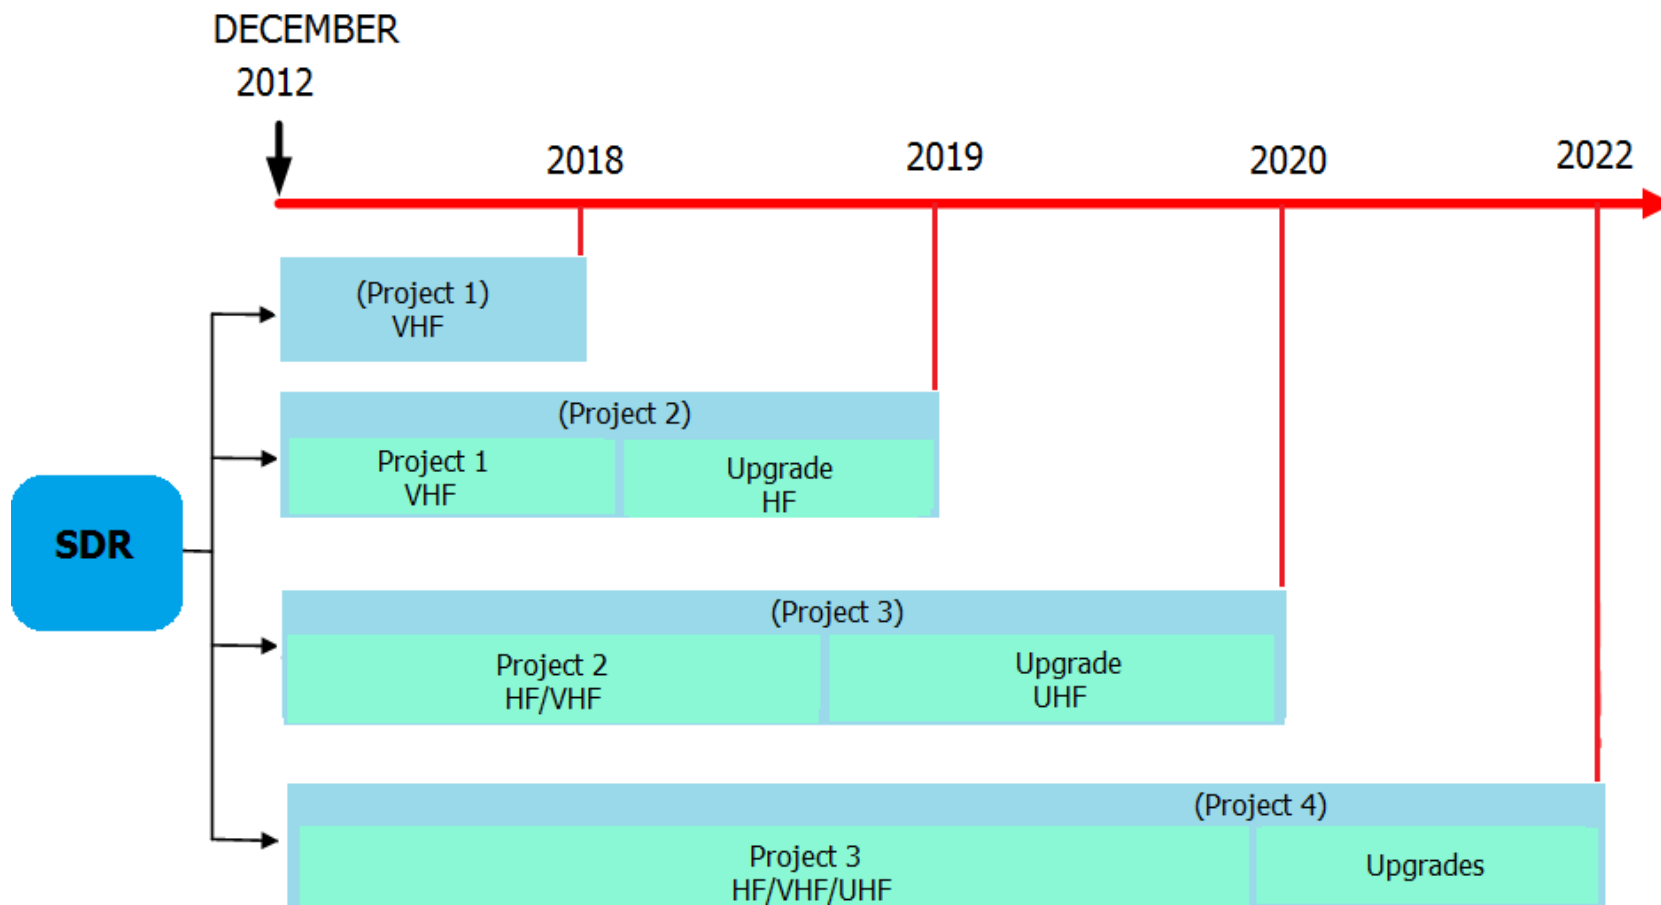 DECEMBER
2012
2018
2019
2020
2022
(Project 1)
VHF
(Project 2)
Project 1
VHF
Upgrade
HF
SDR
(Project 3)
Project 2
HF/VHF
Upgrade
UHF
(Project 4)
Project 3
HF/VHF/UHF
Upgrades